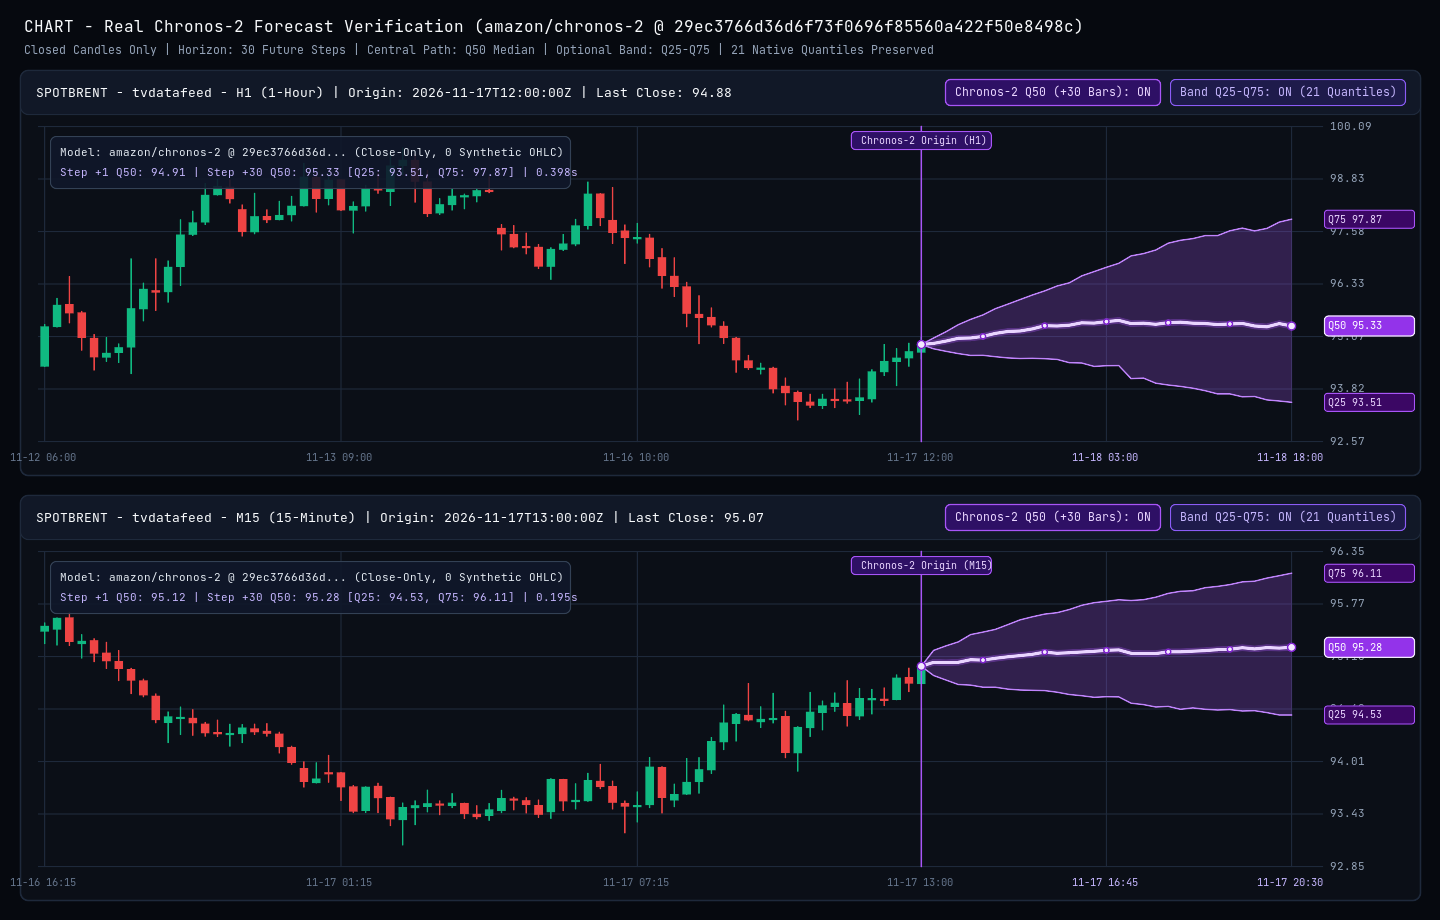 CHART - Real Chronos-2 Forecast Verification (amazon/chronos-2 @ 29ec3766d36d6f73f0696f85560a422f50e8498c)
Closed Candles Only | Horizon: 30 Future Steps | Central Path: Q50 Median | Optional Band: Q25-Q75 | 21 Native Quantiles Preserved
SPOTBRENT - tvdatafeed - H1 (1-Hour) | Origin: 2026-11-17T12:00:00Z | Last Close: 94.88
Chronos-2 Q50 (+30 Bars): ON
Band Q25-Q75: ON (21 Quantiles)
Model: amazon/chronos-2 @ 29ec3766d36d... (Close-Only, 0 Synthetic OHLC)
Step +1 Q50: 94.91 | Step +30 Q50: 95.33 [Q25: 93.51, Q75: 97.87] | 0.398s
Chronos-2 Origin (H1)
100.09
98.83
Q75 97.87
97.58
96.33
Q50 95.33
93.82
Q25 93.51
92.57
11-12 06:00
11-13 09:00
11-16 10:00
11-17 12:00
11-18 03:00
11-18 18:00
SPOTBRENT - tvdatafeed - M15 (15-Minute) | Origin: 2026-11-17T13:00:00Z | Last Close: 95.07
Chronos-2 Q50 (+30 Bars): ON
Band Q25-Q75: ON (21 Quantiles)
Model: amazon/chronos-2 @ 29ec3766d36d... (Close-Only, 0 Synthetic OHLC)
Step +1 Q50: 95.12 | Step +30 Q50: 95.28 [Q25: 94.53, Q75: 96.11] | 0.195s
Chronos-2 Origin (M15)
96.35
Q75 96.11
95.77
Q50 95.28
Q25 94.53
94.01
93.43
92.85
11-16 16:15
11-17 01:15
11-17 07:15
11-17 13:00
11-17 16:45
11-17 20:30